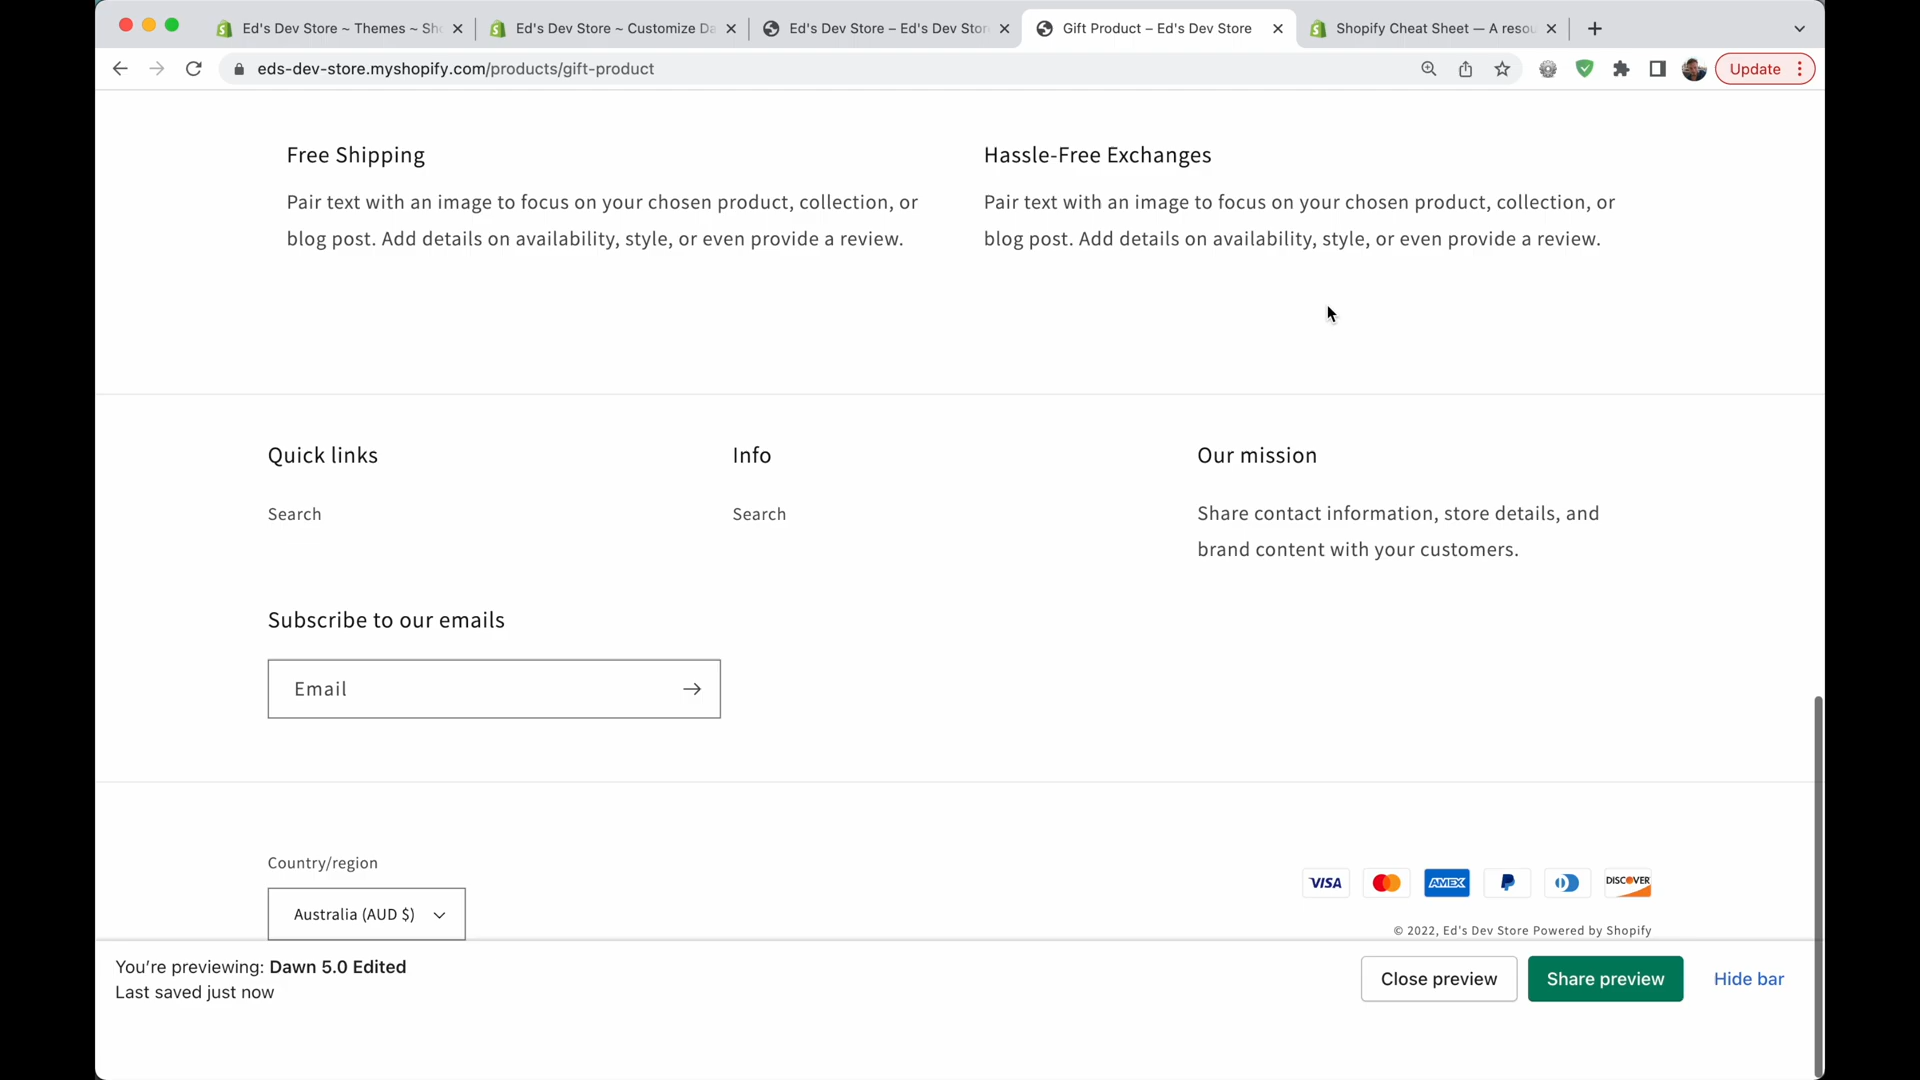 Ed's Dev Store ~ Themes ~ Sh
Ed's Dev Store ~ Customize Da
Ed's Dev Store – Ed's Dev Stor
Gift Product – Ed's Dev Store
Shopify Cheat Sheet — A resou
eds-dev-store.myshopify.com/products/gift-product
Update
Free Shipping
Pair text with an image to focus on your chosen product, collection, or
blog post. Add details on availability, style, or even provide a review.
Hassle-Free Exchanges
Pair text with an image to focus on your chosen product, collection, or
blog post. Add details on availability, style, or even provide a review.
Quick links
Search
Info
Search
Our mission
Share contact information, store details, and
brand content with your customers.
Subscribe to our emails
Email
Country/region
Australia (AUD $)
VISA
AMEX
DISCOVER
© 2022, Ed's Dev Store Powered by Shopify
You're previewing: Dawn 5.0 Edited
Last saved just now
Close preview
Share preview
Hide bar